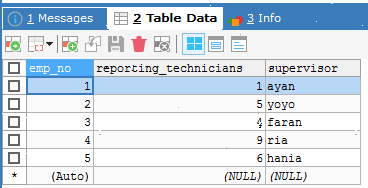 1 Messages 2 Table Data 3 Info
emp_no reporting_technicians supervisor
1 1 ayan
2 5 yoyo
3 4 faran
4 9 ria
5 6 hania
* (Auto) (NULL) (NULL)